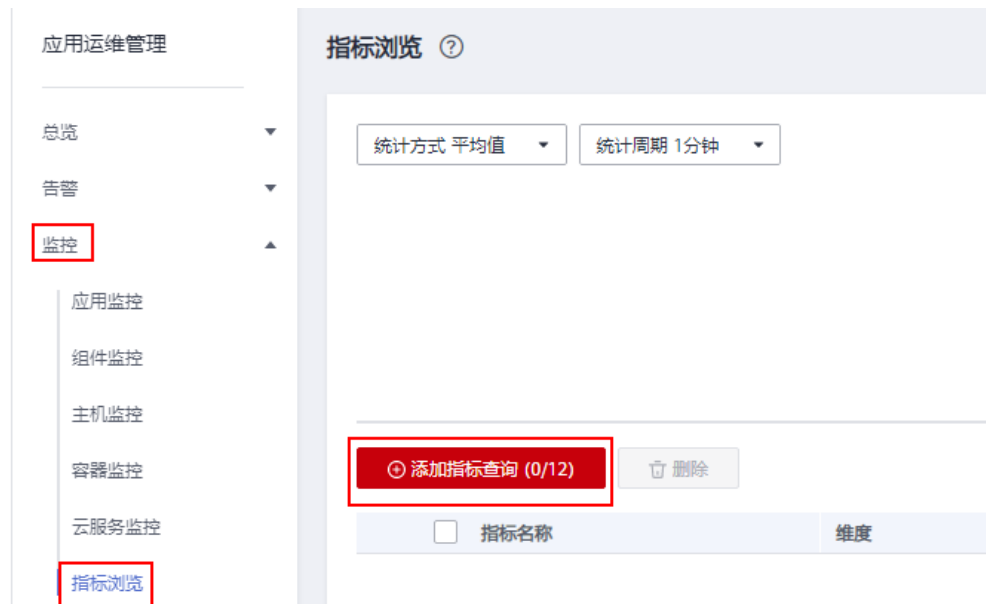 应用运维管理
总览
告警
监控
应用监控
组件监控
主机监控
容器监控
云服务监控
指标浏览
指标浏览 ?
统计方式 平均值
统计周期 1分钟
添加指标查询 (0/12)
删除
指标名称
维度